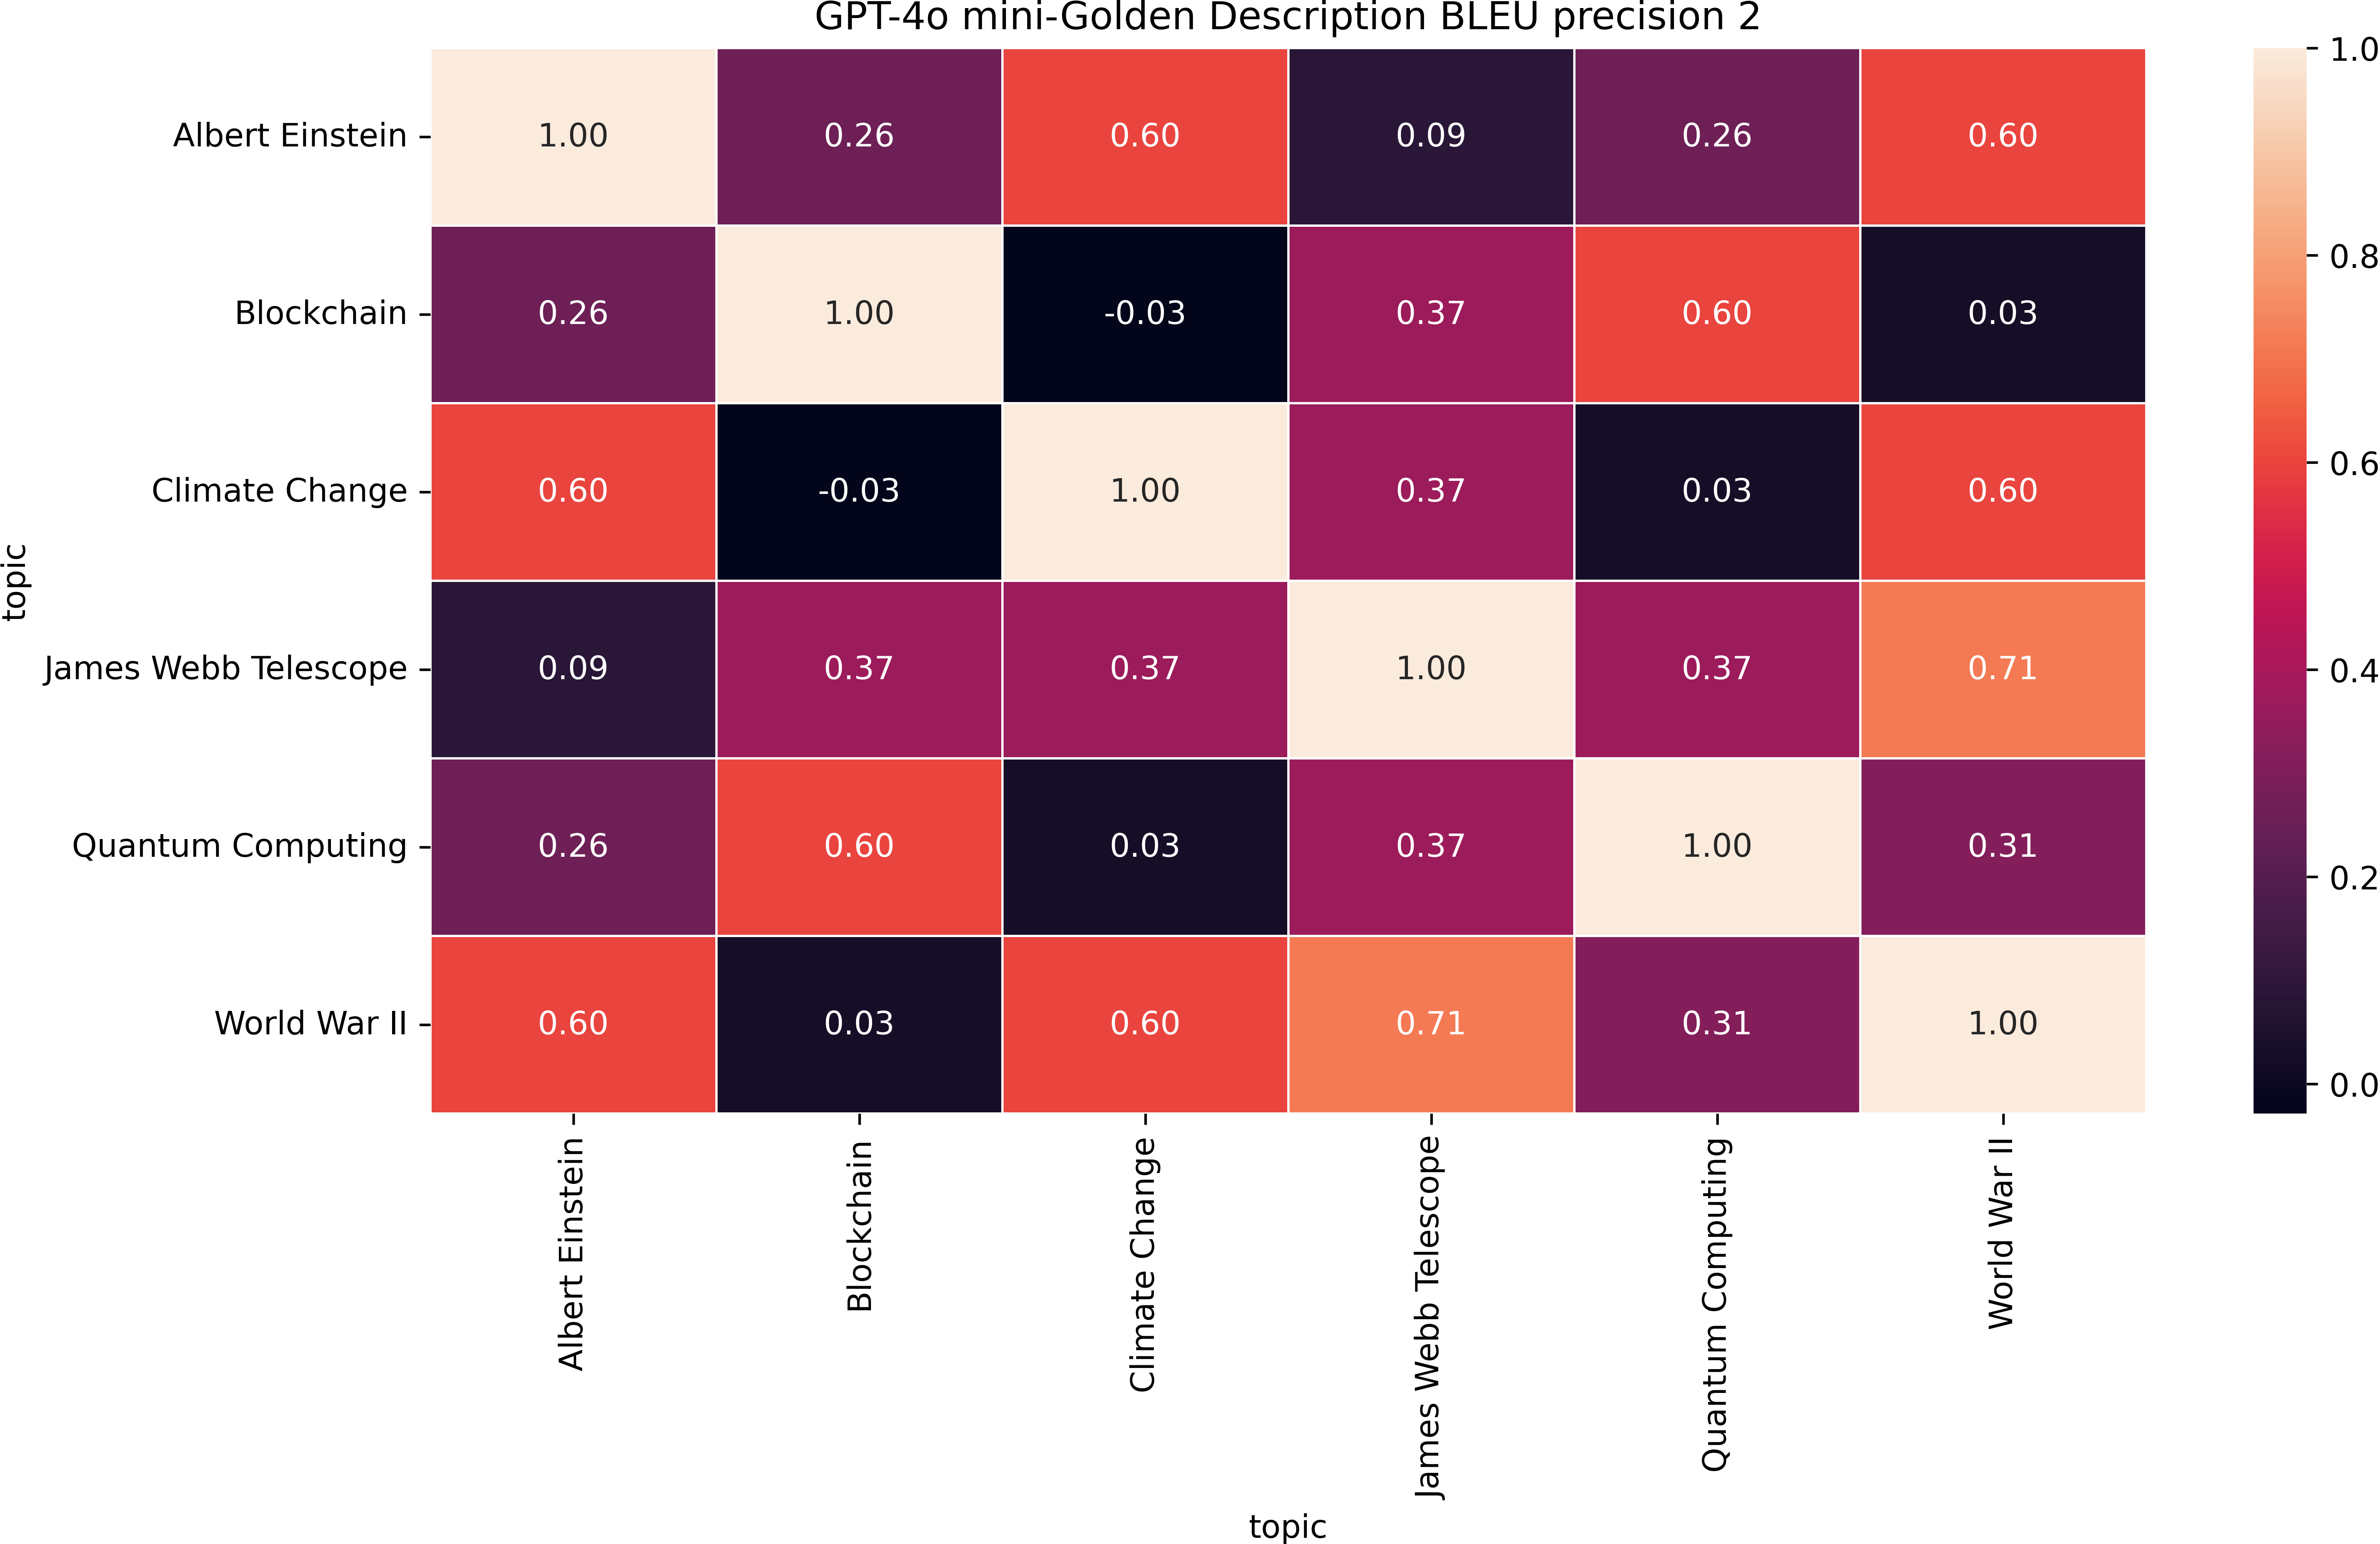 GPT-4o mini-Golden Description BLEU precision 2
Albert Einstein 1.00 0.26 0.60 0.09 0.26 0.60
Blockchain 0.26 1.00 -0.03 0.37 0.60 0.03
Climate Change 0.60 -0.03 1.00 0.37 0.03 0.60
James Webb Telescope 0.09 0.37 0.37 1.00 0.37 0.71
Quantum Computing 0.26 0.60 0.03 0.37 1.00 0.31
World War II 0.60 0.03 0.60 0.71 0.31 1.00
topic
Albert Einstein
Blockchain
Climate Change
James Webb Telescope
Quantum Computing
World War II
topic
1.0
0.8
0.6
0.4
0.2
0.0